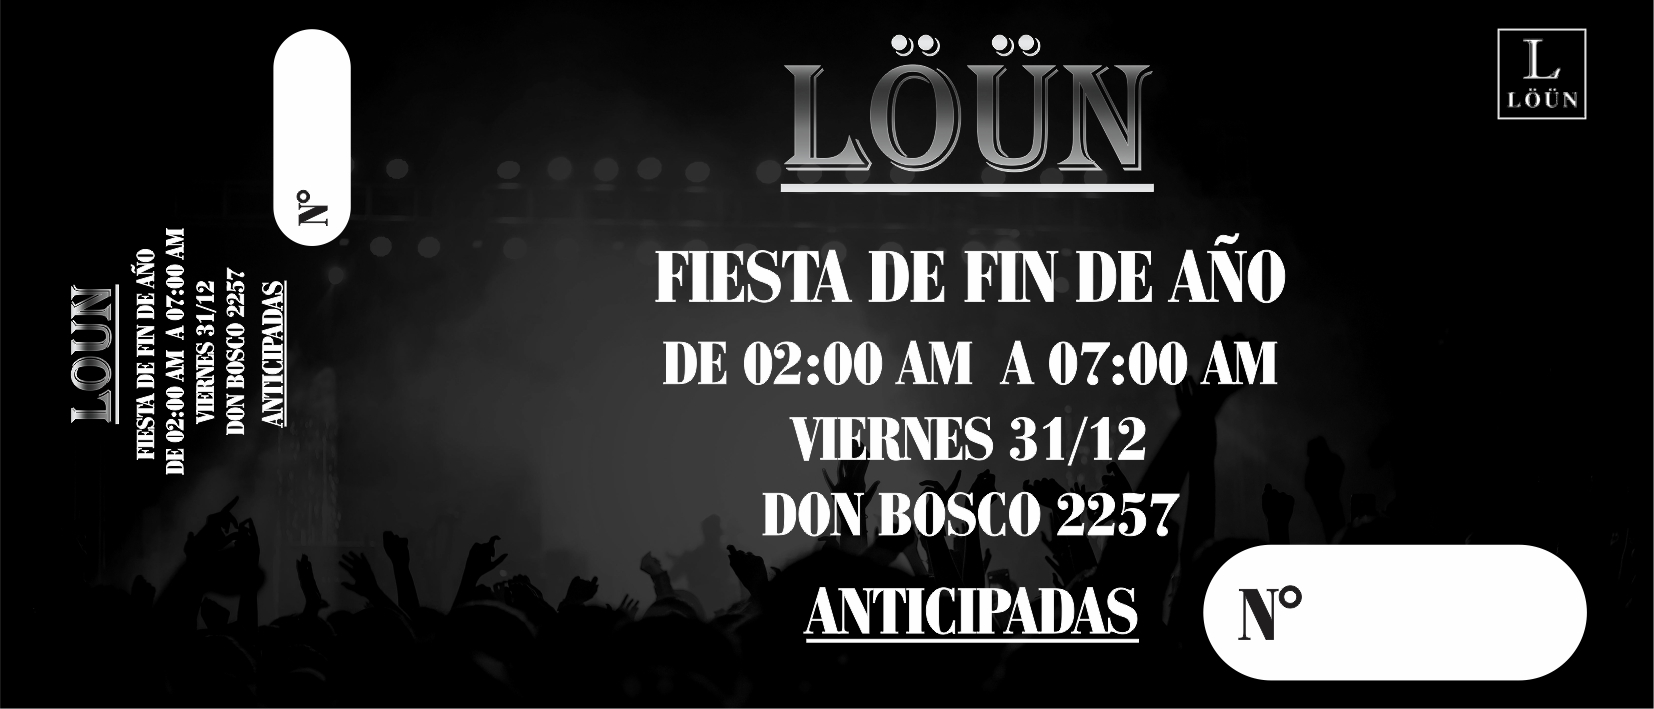 LOUN
FIESTA DE FIN DE AÑO
DE 02:00 AM A 07:00 AM
VIERNES 31/12
DON BOSCO 2257
ANTICIPADAS
N°
LÖÜN
FIESTA DE FIN DE AÑO
DE 02:00 AM A 07:00 AM
VIERNES 31/12
DON BOSCO 2257
ANTICIPADAS
N°
L
LÖÜN